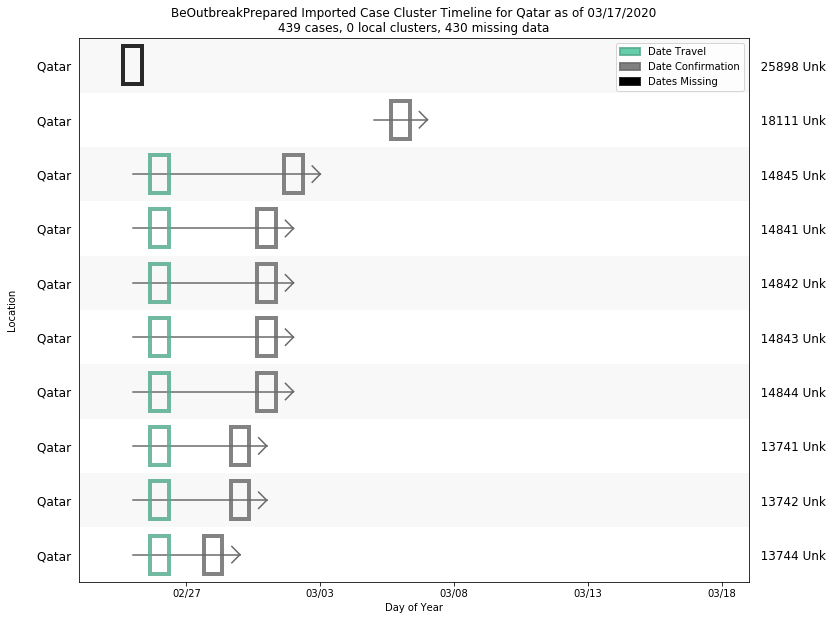 BeOutbreakPrepared Imported Case Cluster Timeline for Qatar as of 03/17/2020
439 cases, 0 local clusters, 430 missing data
Date Travel
Date Confirmation
Dates Missing
Qatar 25898 Unk
Qatar 18111 Unk
Qatar 14845 Unk
Qatar 14841 Unk
Qatar 14842 Unk
Qatar 14843 Unk
Qatar 14844 Unk
Qatar 13741 Unk
Qatar 13742 Unk
Qatar 13744 Unk
Location
02/27 03/03 03/08 03/13 03/18
Day of Year